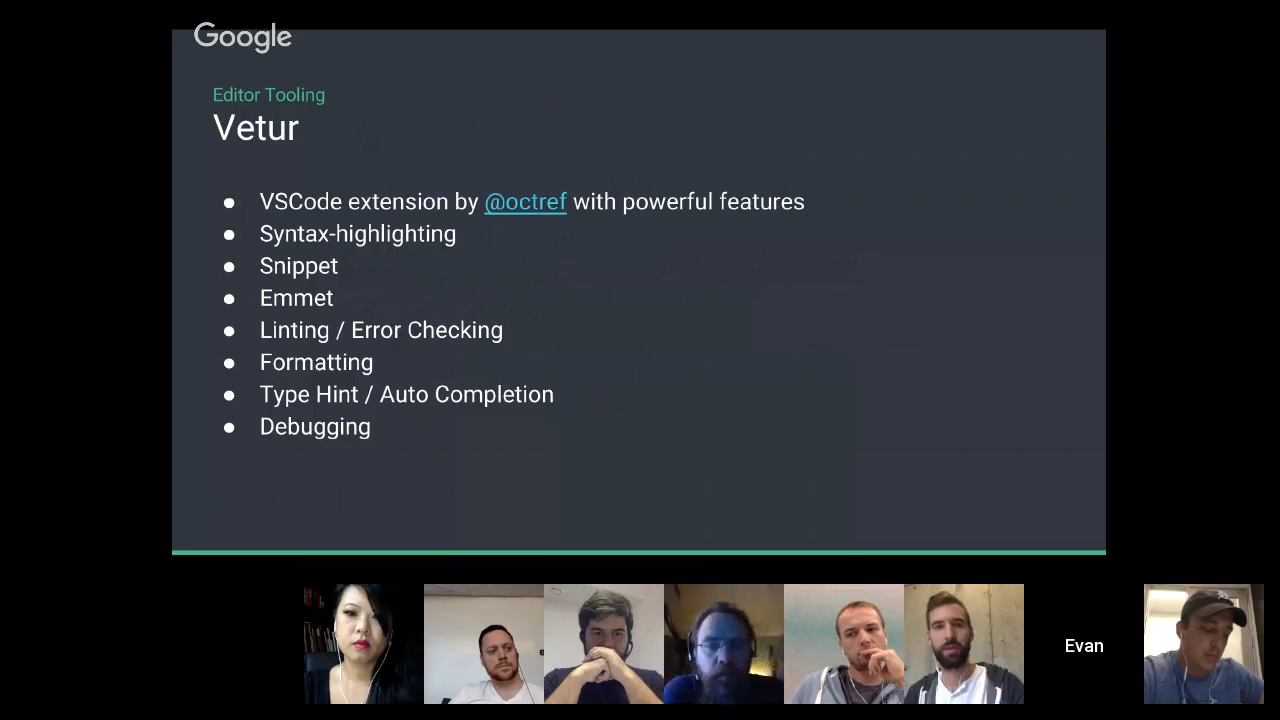 Google
Editor Tooling
Vetur
● VSCode extension by @octref with powerful features
● Syntax-highlighting
● Snippet
● Emmet
● Linting / Error Checking
● Formatting
● Type Hint / Auto Completion
● Debugging
Evan